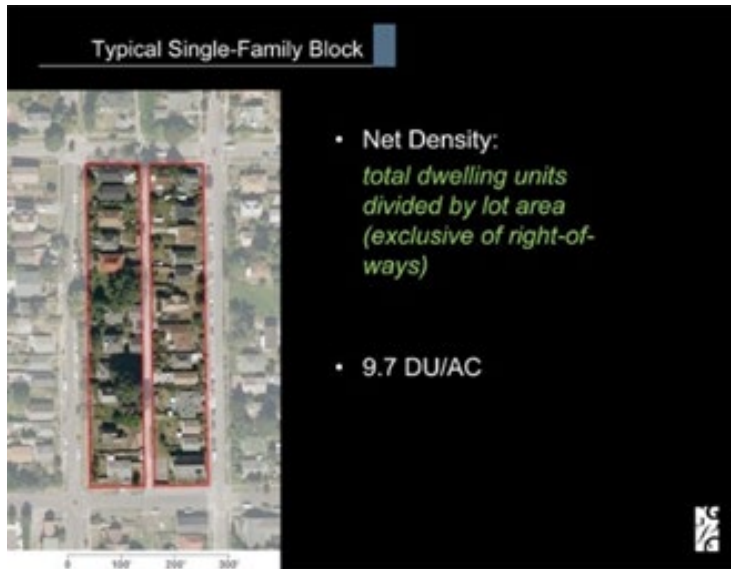 Typical Single-Family Block
• Net Density:
total dwelling units
divided by lot area
(exclusive of right-of-
ways)
• 9.7 DU/AC
0 100' 200' 300'